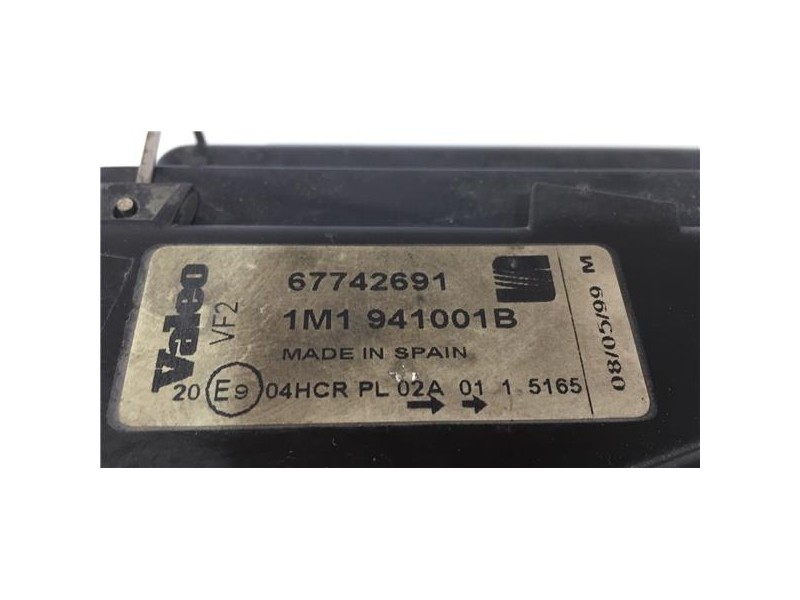 Valeo
VF2
67742691
1M1 941001B
MADE IN SPAIN
20 E9 04HCR PL 02A 01 1.5165
08/05/99 M